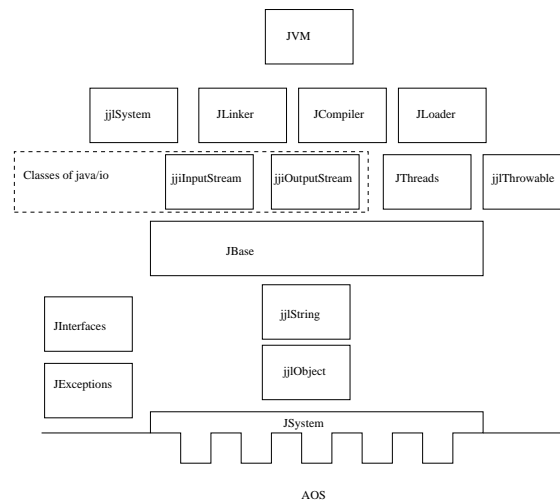 JVM
jjlSystem
JLinker
JCompiler
JLoader
Classes of java/io
jjiInputStream
jjiOutputStream
JThreads
jjlThrowable
JBase
jjlString
JInterfaces
jjlObject
JExceptions
JSystem
AOS